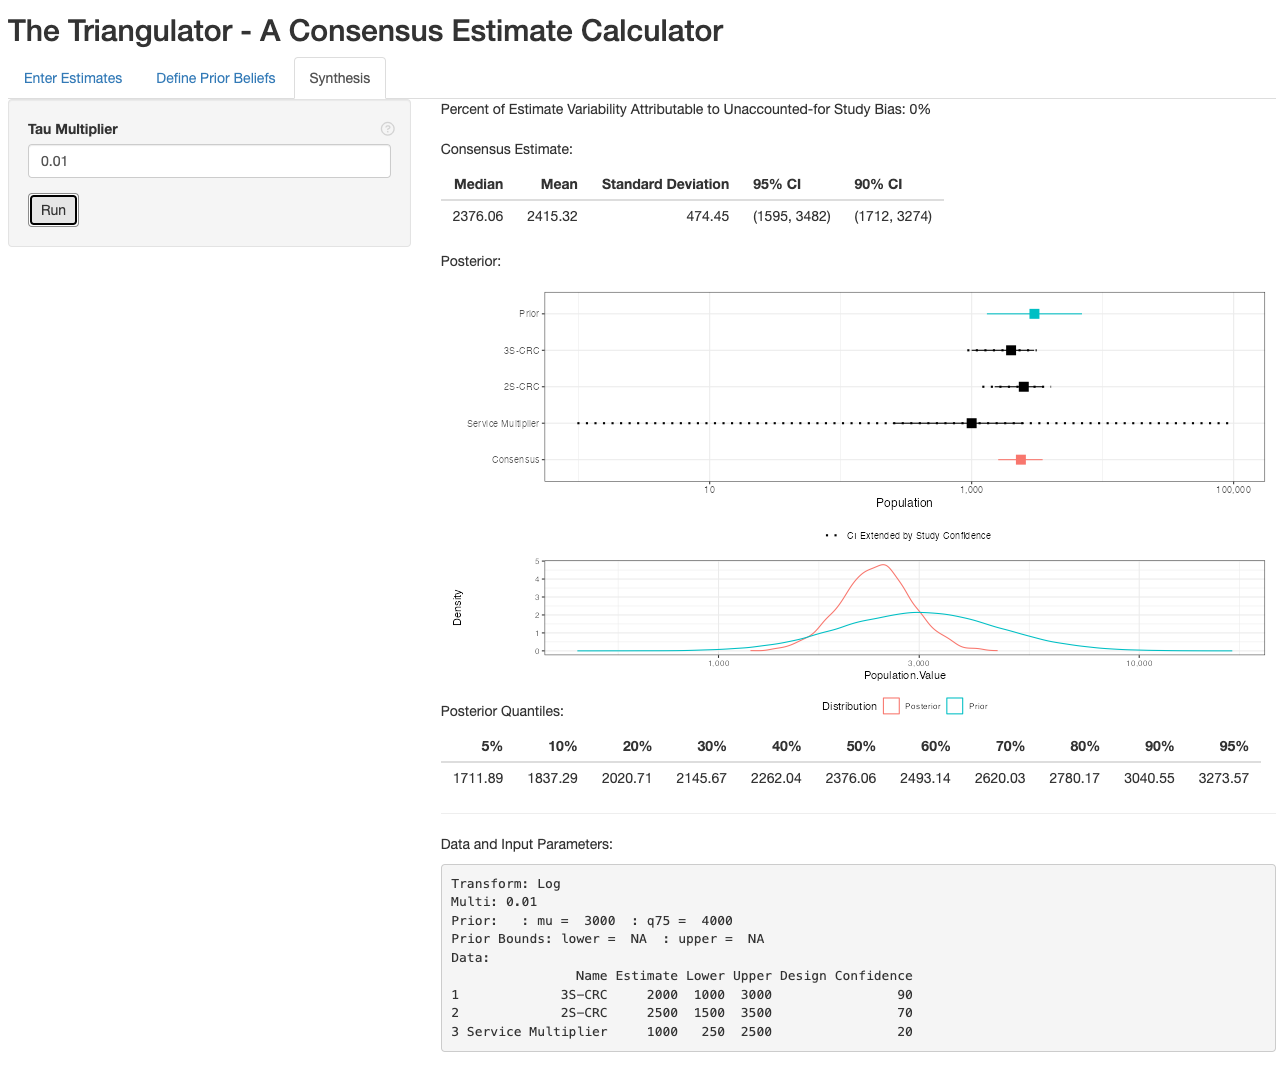 The Triangulator - A Consensus Estimate Calculator
Enter Estimates Define Prior Beliefs Synthesis
Tau Multiplier ?
0.01
Run
Percent of Estimate Variability Attributable to Unaccounted-for Study Bias: 0%
Consensus Estimate:
Median Mean Standard Deviation 95% CI 90% CI
2376.06 2415.32 474.45 (1595, 3482) (1712, 3274)
Posterior:
Prior
3S-CRC
2S-CRC
Service Multiplier
Consensus
10 1,000 100,000
Population
CI Extended by Study Confidence
5
4
3
2
1
0
Density
1,000 3,000 10,000
Population.Value
Distribution Posterior Prior
Posterior Quantiles:
5% 10% 20% 30% 40% 50% 60% 70% 80% 90% 95%
1711.89 1837.29 2020.71 2145.67 2262.04 2376.06 2493.14 2620.03 2780.17 3040.55 3273.57
Data and Input Parameters:
Transform: Log
Multi: 0.01
Prior:   : mu =  3000  : q75 =  4000
Prior Bounds: lower =  NA  : upper =  NA
Data:
Name Estimate Lower Upper Design Confidence
1 3S-CRC 2000 1000 3000 90
2 2S-CRC 2500 1500 3500 70
3 Service Multiplier 1000 250 2500 20